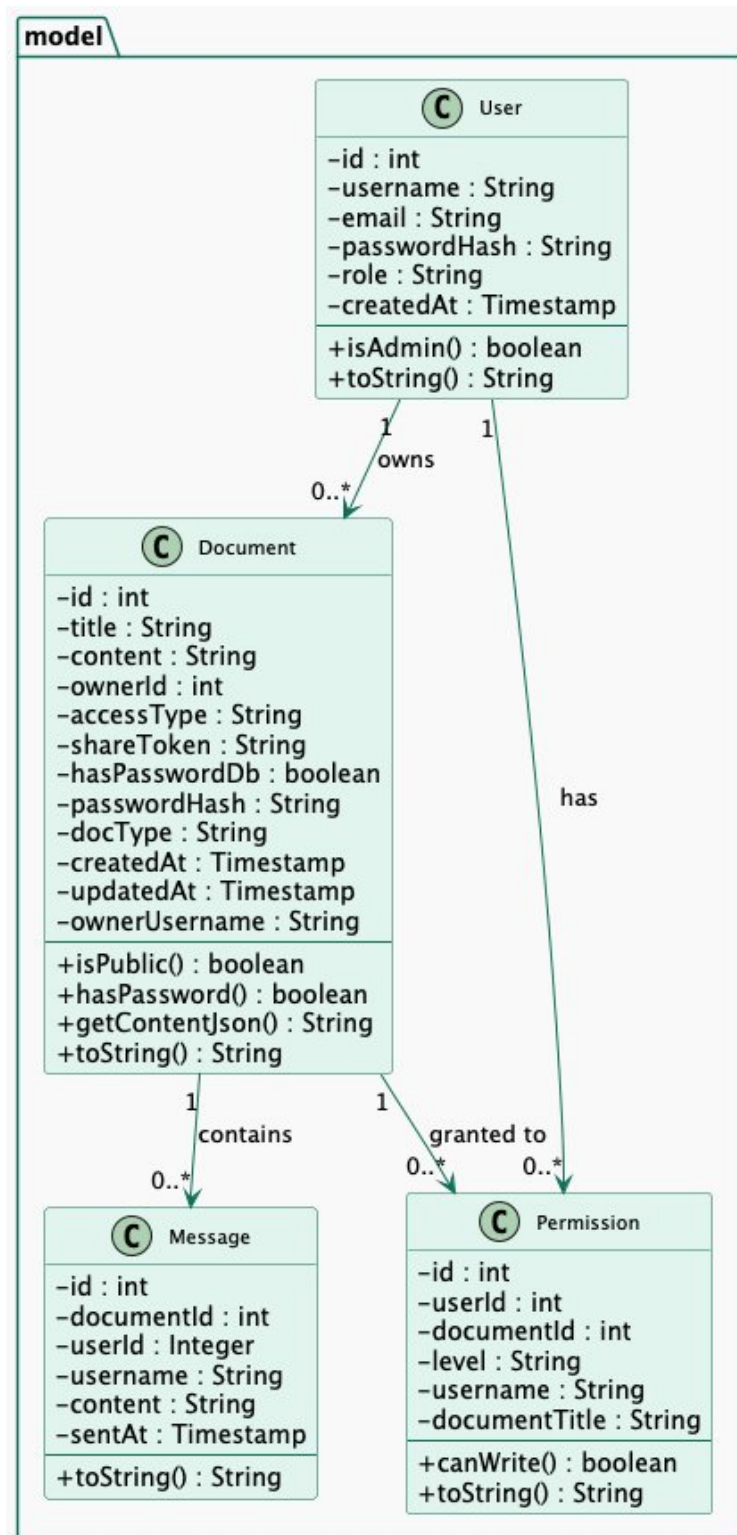 model
C User
-id : int
-username : String
-email : String
-passwordHash : String
-role : String
-createdAt : Timestamp
+isAdmin() : boolean
+toString() : String
1
1
owns
0..*
C Document
-id : int
-title : String
-content : String
-ownerId : int
-accessType : String
-shareToken : String
-hasPasswordDb : boolean
-passwordHash : String
-docType : String
-createdAt : Timestamp
-updatedAt : Timestamp
-ownerUsername : String
+isPublic() : boolean
+hasPassword() : boolean
+getContentJson() : String
+toString() : String
has
1
1
contains
granted to
0..*
0..*
0..*
C Message
-id : int
-documentId : int
-userId : Integer
-username : String
-content : String
-sentAt : Timestamp
+toString() : String
C Permission
-id : int
-userId : int
-documentId : int
-level : String
-username : String
-documentTitle : String
+canWrite() : boolean
+toString() : String